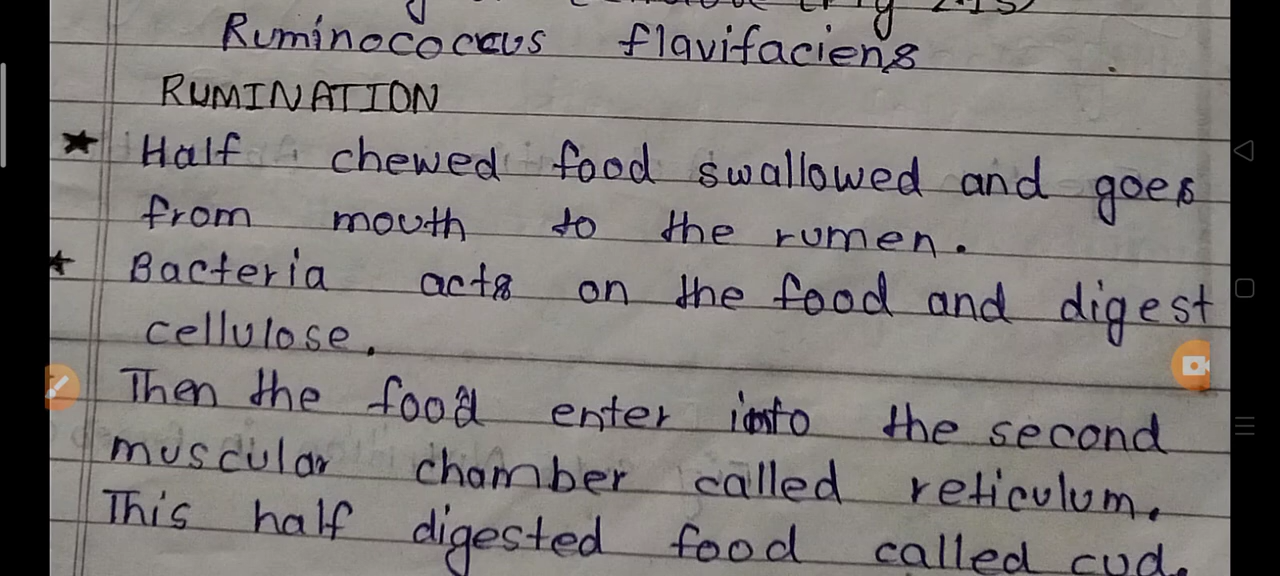 Ruminococcus flavifaciens
RUMINATION
★ Half chewed food swallowed and goes
from mouth to the rumen.
★ Bacteria acts on the food and digest
cellulose.
Then the food enter into the second
muscular chamber called reticulum.
This half digested food called cud.